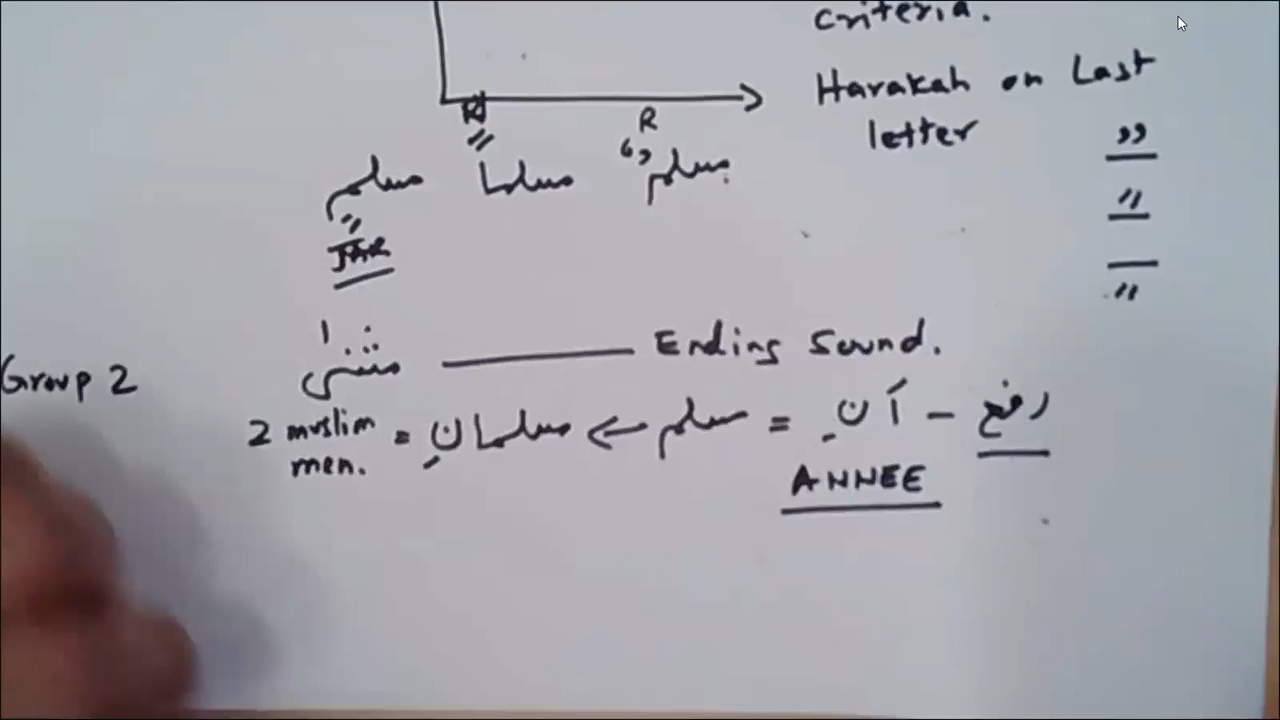 criteria.
Harakah on Last
letter ,,
R
R
مسلمٌ مسلما مسلم
"
JAR
"
Group 2 مثنى — Ending Sound.
رفع - آنِ = مسلم ← مسلمانِ = 2 muslim
men.
ANNEE